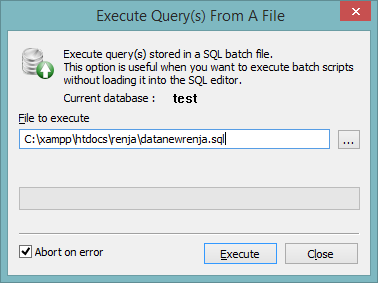 Execute Query(s) From A File
Execute query(s) stored in a SQL batch file.
This option is useful when you want to execute batch scripts
without loading it into the SQL editor.
Current database : test
File to execute
C:\xampp\htdocs\renja\datanewrenja.sql
...
Abort on error
Execute
Close